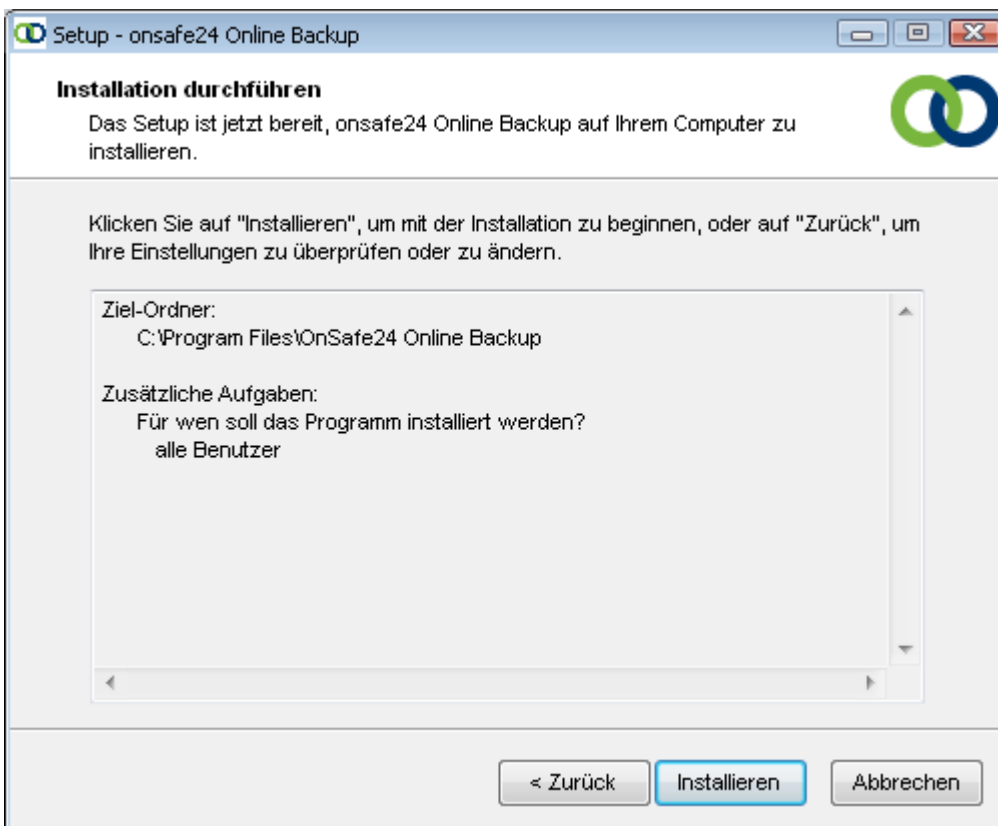 Setup - onsafe24 Online Backup
Installation durchführen
Das Setup ist jetzt bereit, onsafe24 Online Backup auf Ihrem Computer zu
installieren.
Klicken Sie auf "Installieren", um mit der Installation zu beginnen, oder auf "Zurück", um
Ihre Einstellungen zu überprüfen oder zu ändern.
Ziel-Ordner:
C:\Program Files\OnSafe24 Online Backup
Zusätzliche Aufgaben:
Für wen soll das Programm installiert werden?
alle Benutzer
< Zurück Installieren Abbrechen